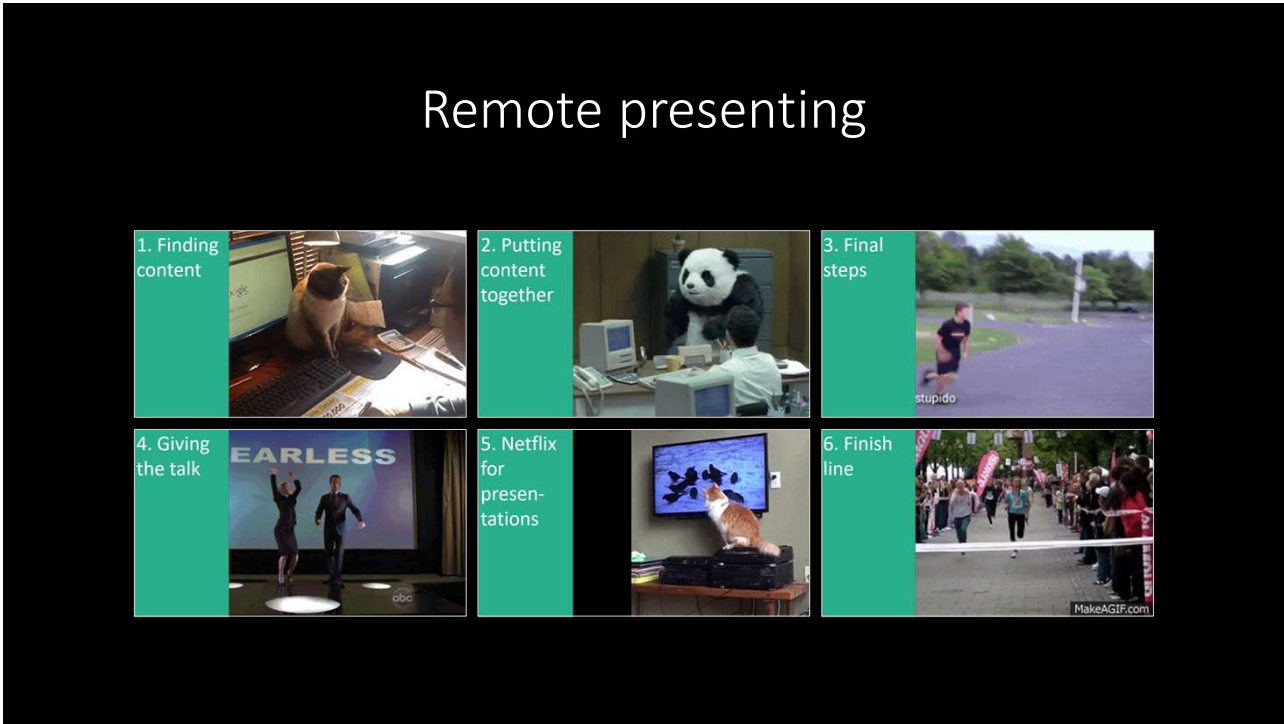 Remote presenting
1. Finding
content
2. Putting
content
together
3. Final
steps
stupido
4. Giving
the talk
EARLESS
abc
5. Netflix
for
presen-
tations
6. Finish
line
MakeAGIF.com